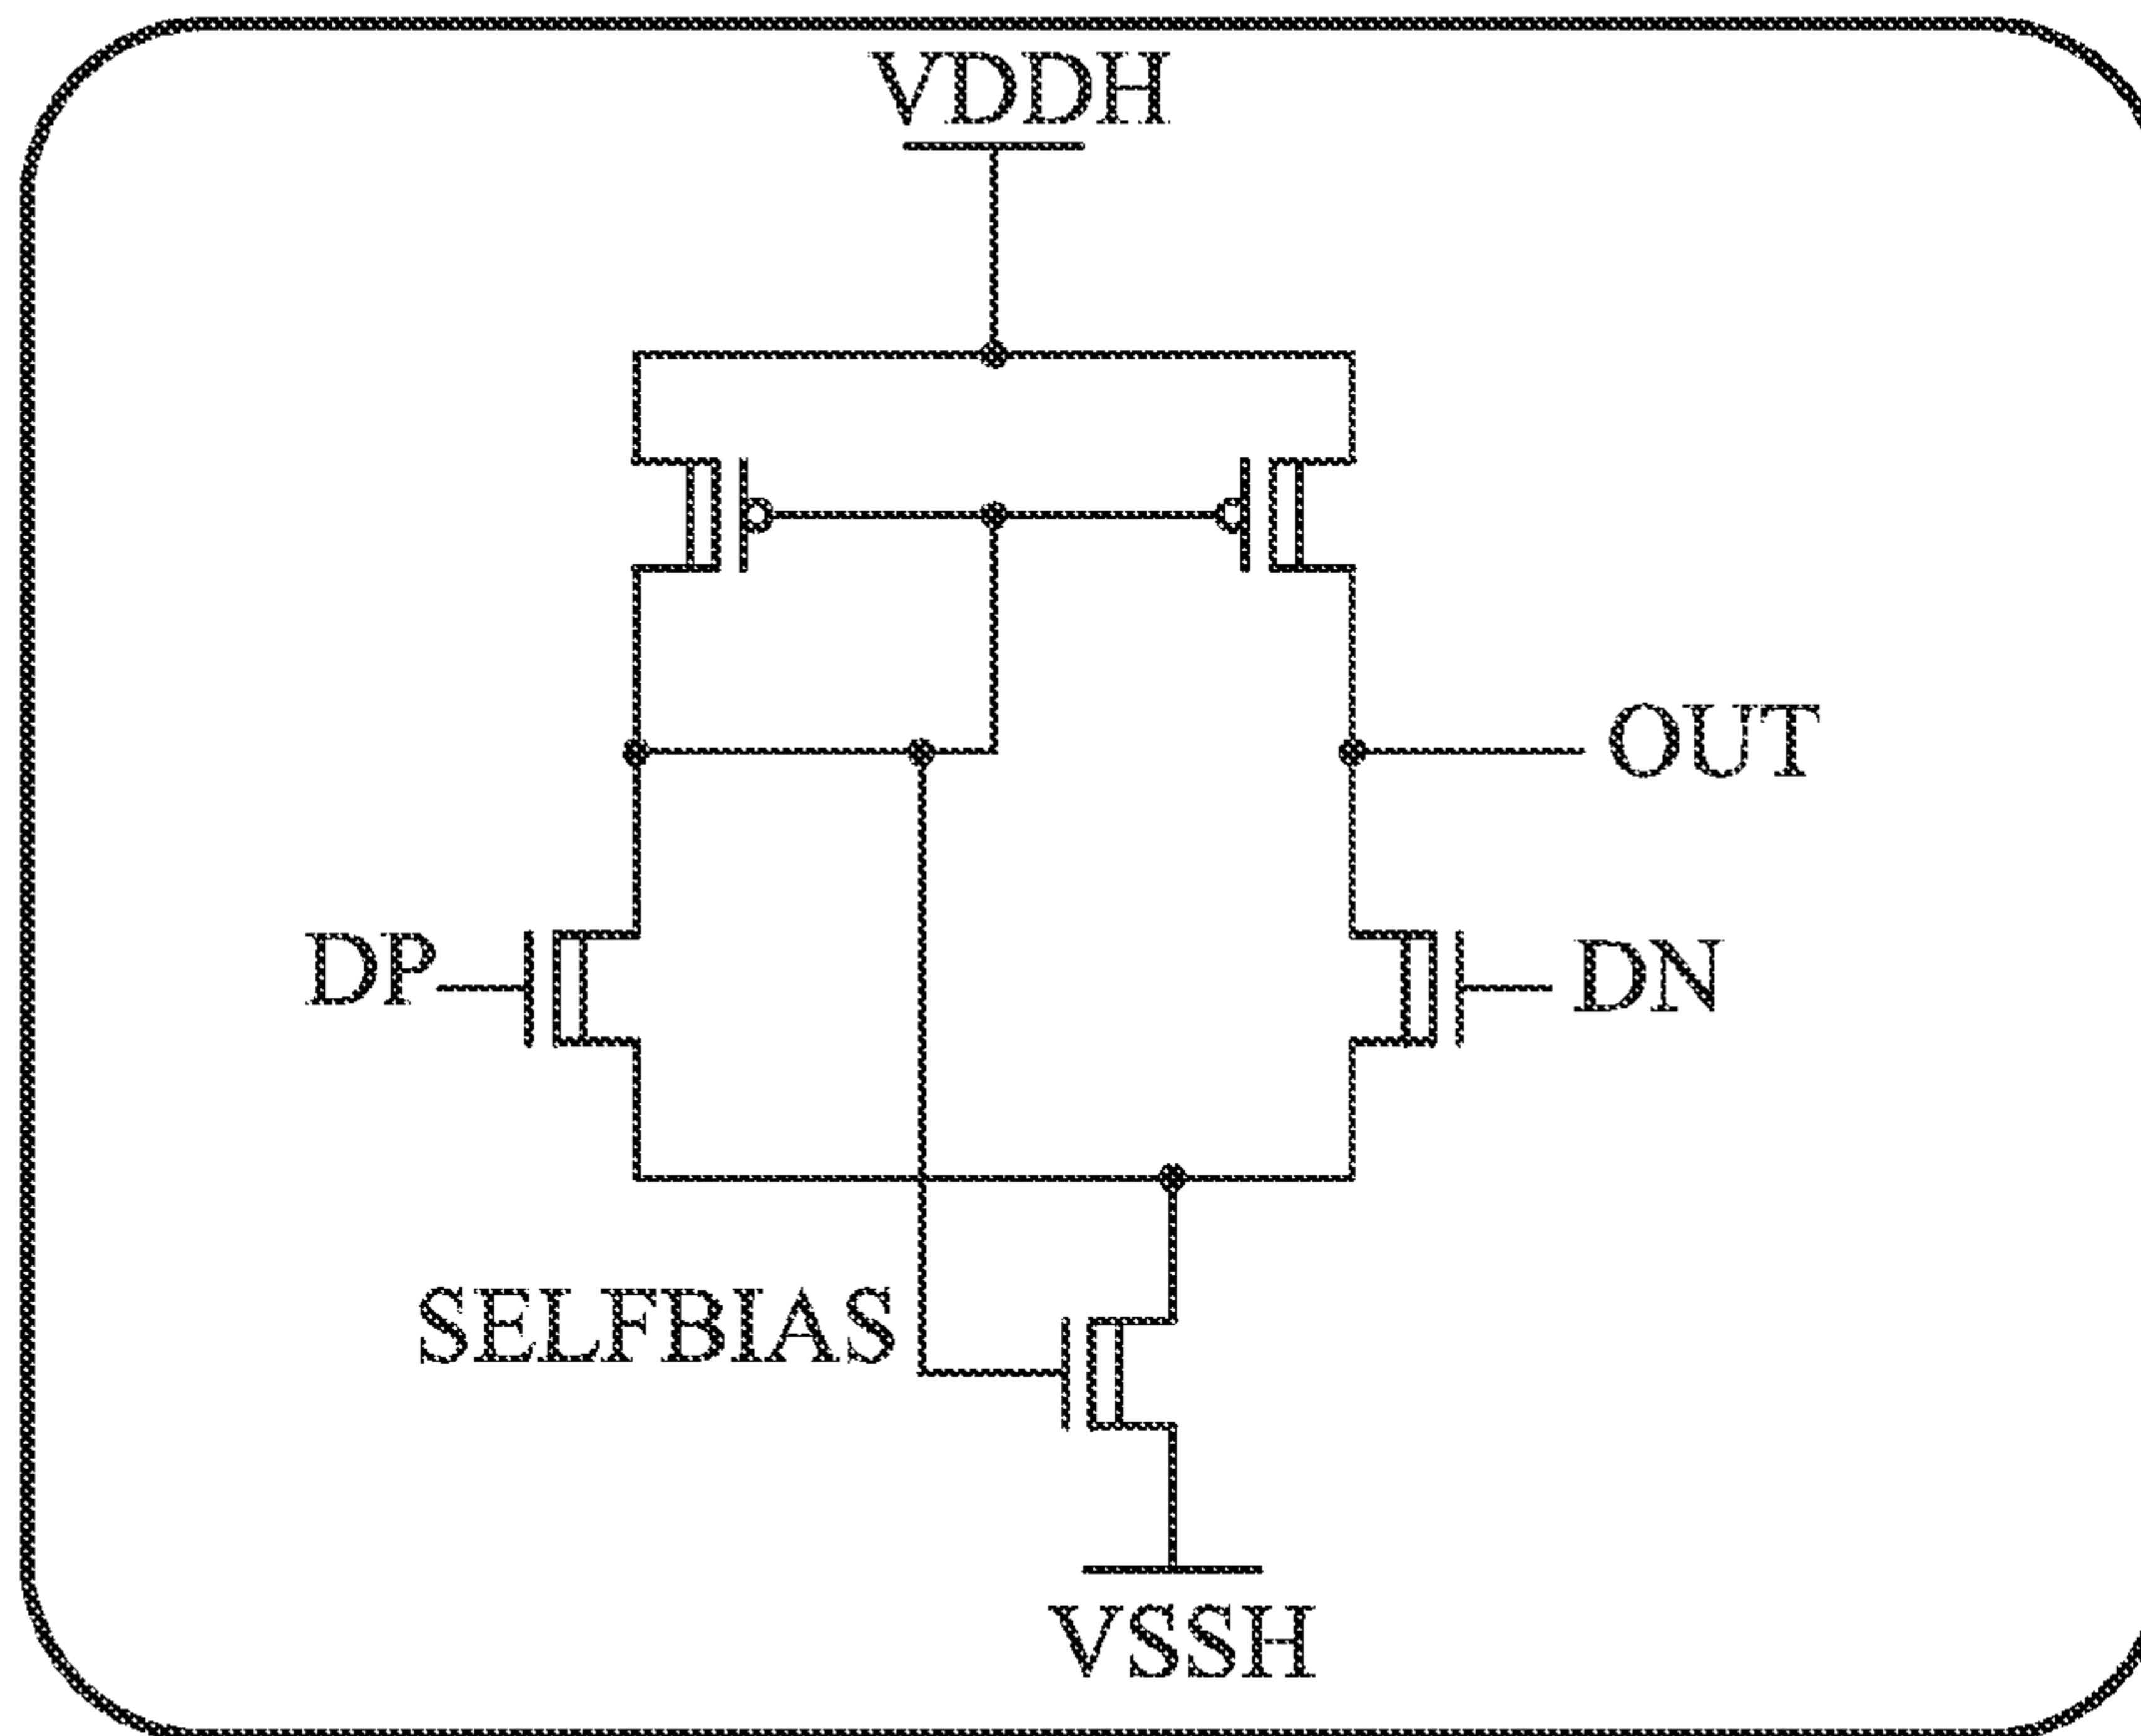 VDDH
OUT
DP
DN
SELFBIAS
VSSH